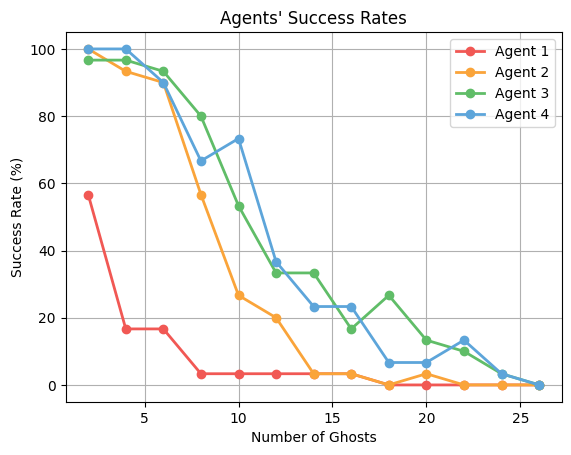 Agents' Success Rates
Success Rate (%)
100
80
60
40
20
0
Agent 1
Agent 2
Agent 3
Agent 4
5
10
15
20
25
Number of Ghosts